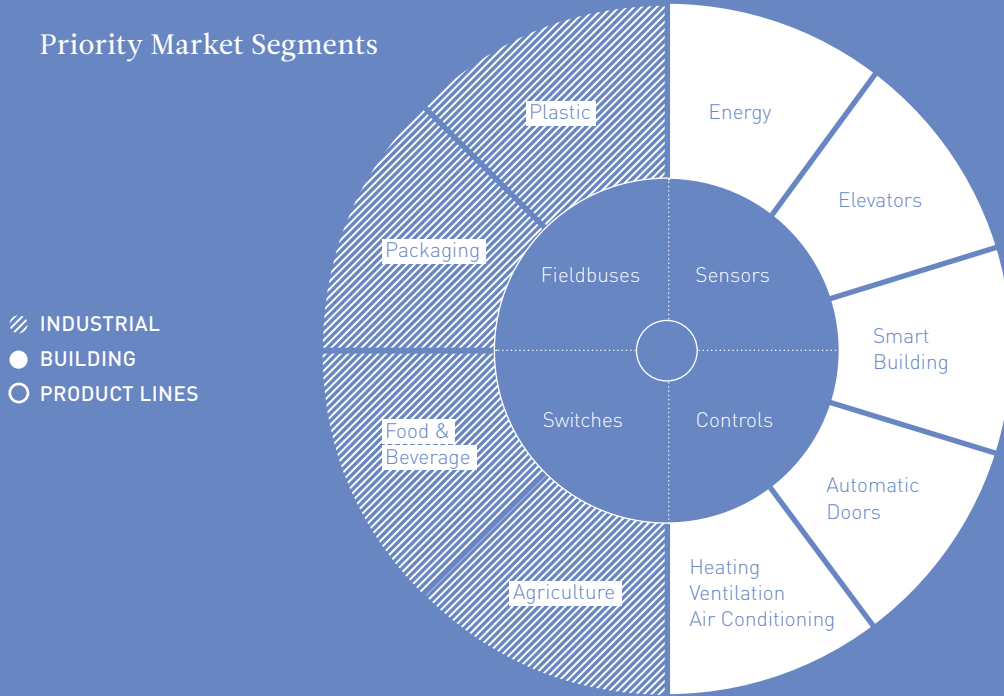 Priority Market Segments
Plastic
Energy
Elevators
Packaging
Fieldbuses
Sensors
INDUSTRIAL
BUILDING
PRODUCT LINES
Smart
Building
Switches
Controls
Food &
Beverage
Automatic
Doors
Agriculture
Heating
Ventilation
Air Conditioning